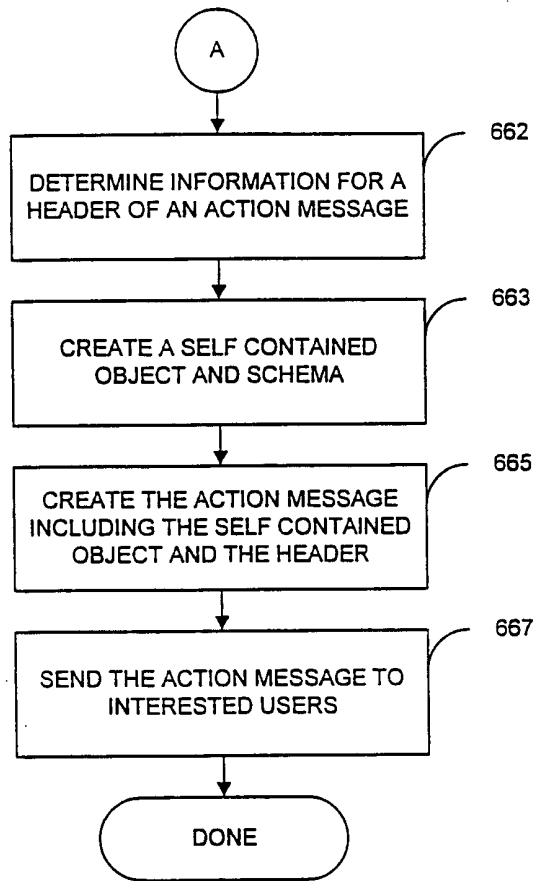 A
662
DETERMINE INFORMATION FOR A
HEADER OF AN ACTION MESSAGE
663
CREATE A SELF CONTAINED
OBJECT AND SCHEMA
665
CREATE THE ACTION MESSAGE
INCLUDING THE SELF CONTAINED
OBJECT AND THE HEADER
667
SEND THE ACTION MESSAGE TO
INTERESTED USERS
DONE